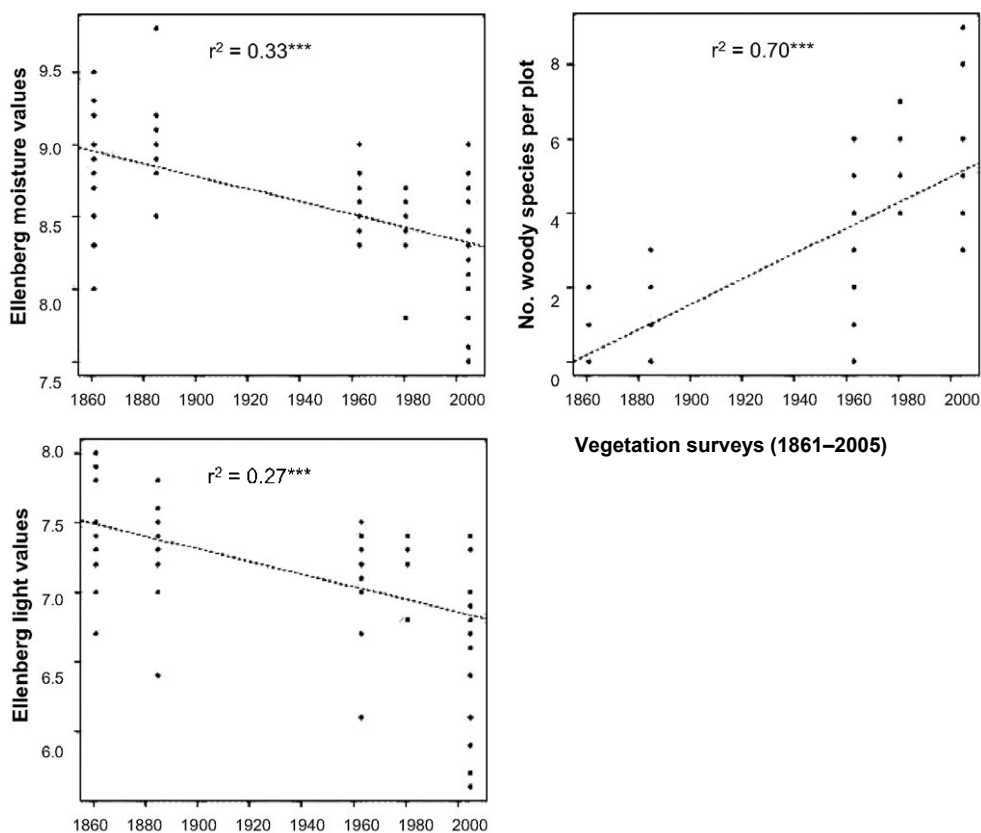 r² = 0.33***
Ellenberg moisture values
9.5
9.0
8.5
8.0
7.5
1860 1880 1900 1920 1940 1960 1980 2000
r² = 0.70***
No. woody species per plot
8
6
4
2
0
1860 1880 1900 1920 1940 1960 1980 2000
Vegetation surveys (1861–2005)
r² = 0.27***
Ellenberg light values
8.0
7.5
7.0
6.5
6.0
1860 1880 1900 1920 1940 1960 1980 2000